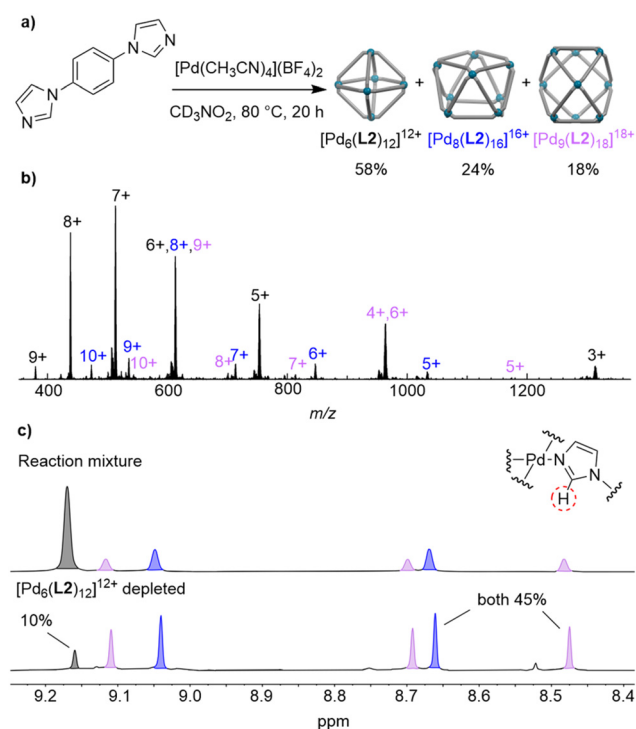 a)
N
N
N
N
[Pd(CH3CN)4](BF4)2
CD3NO2, 80 °C, 20 h
+
+
[Pd6(L2)12]12+ [Pd8(L2)16]16+ [Pd9(L2)18]18+
58% 24% 18%
b)
7+
8+
6+,8+,9+
5+
4+,6+
9+ 10+ 9+ 10+ 8+ 7+ 7+ 6+ 5+ 5+ 3+
400 600 800 1000 1200
m/z
c)
Reaction mixture
Pd N N
H
[Pd6(L2)12]12+ depleted
10%
both 45%
9.2 9.1 9.0 8.9 8.8 8.7 8.6 8.5 8.4
ppm